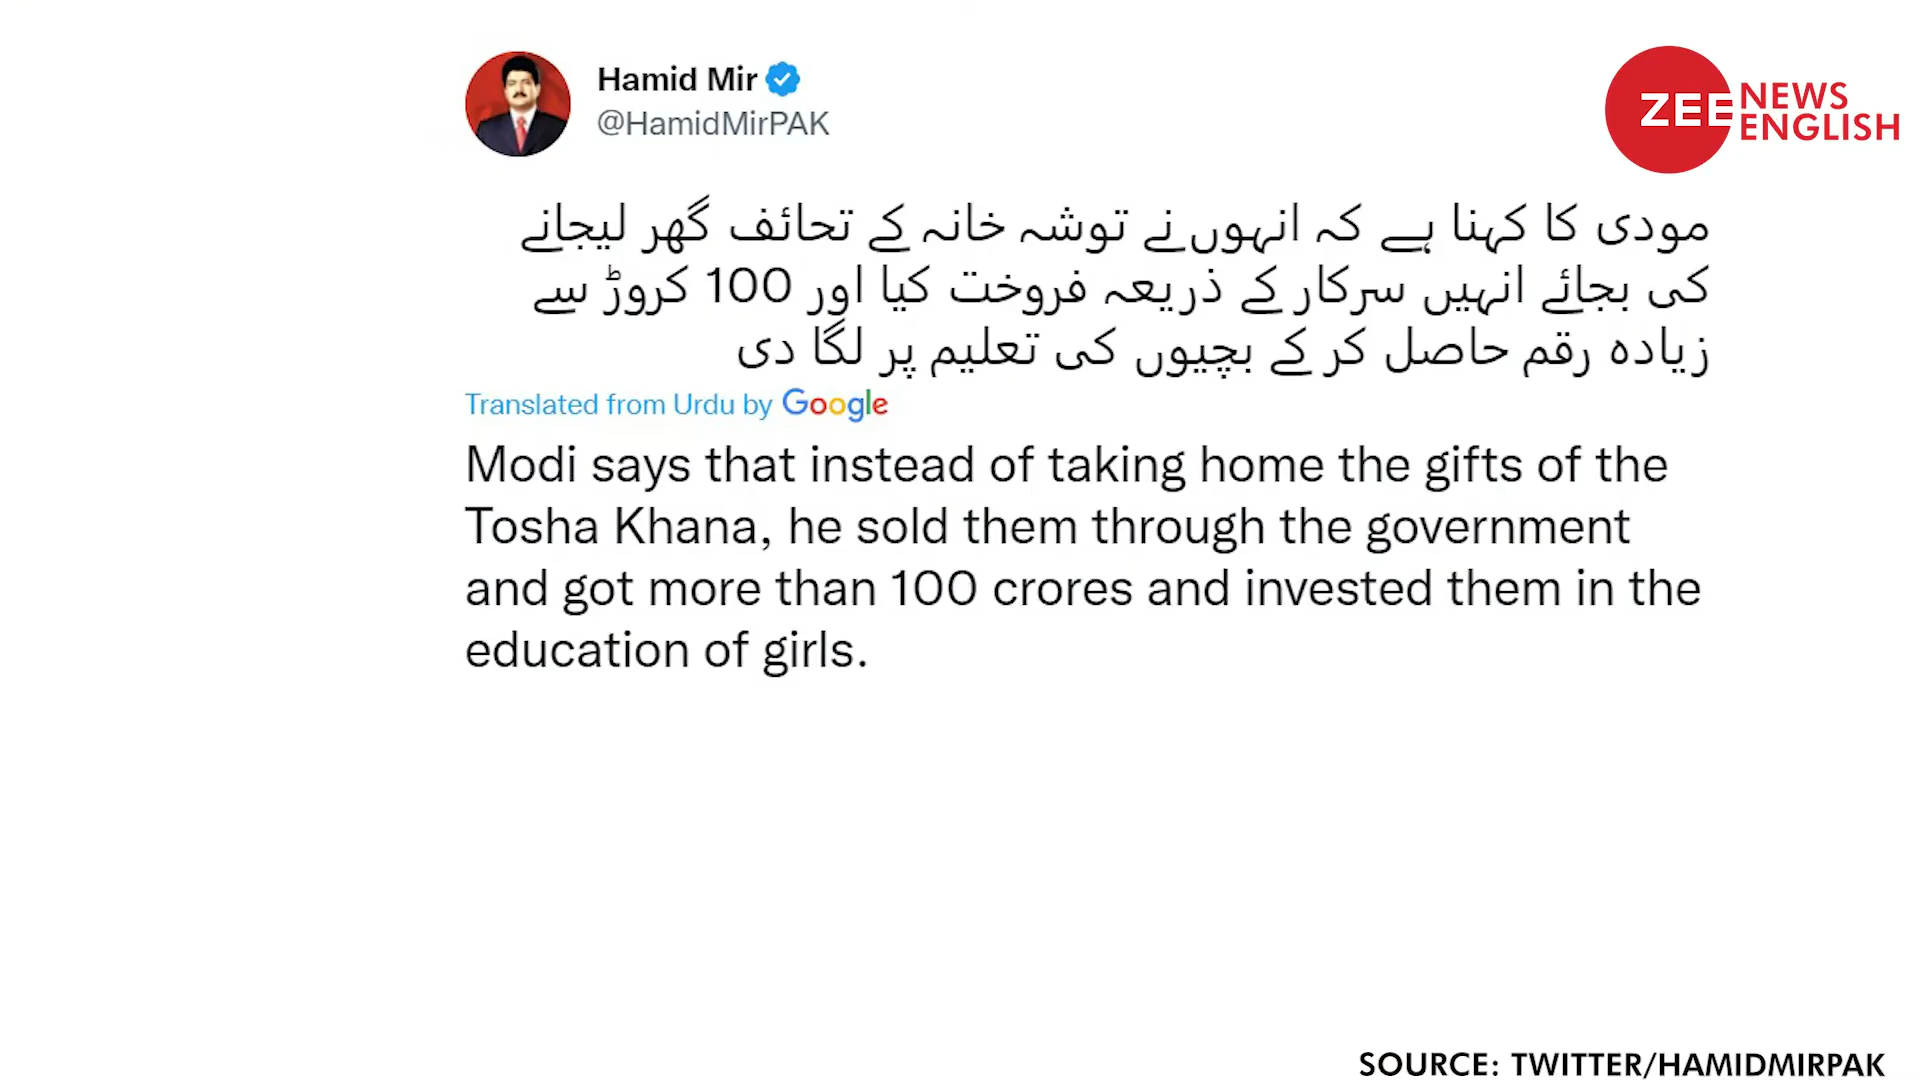 Hamid Mir
@HamidMirPAK
ZEE NEWS
ENGLISH
مودی کا کہنا ہے کہ انہوں نے توشہ خانہ کے تحائف گھر لیجانے
کی بجائے انہیں سرکار کے ذریعہ فروخت کیا اور 100 کروڑ سے
زیادہ رقم حاصل کر کے بچیوں کی تعلیم پر لگا دی
Translated from Urdu by Google
Modi says that instead of taking home the gifts of the
Tosha Khana, he sold them through the government
and got more than 100 crores and invested them in the
education of girls.
SOURCE: TWITTER/HAMIDMIRPAK